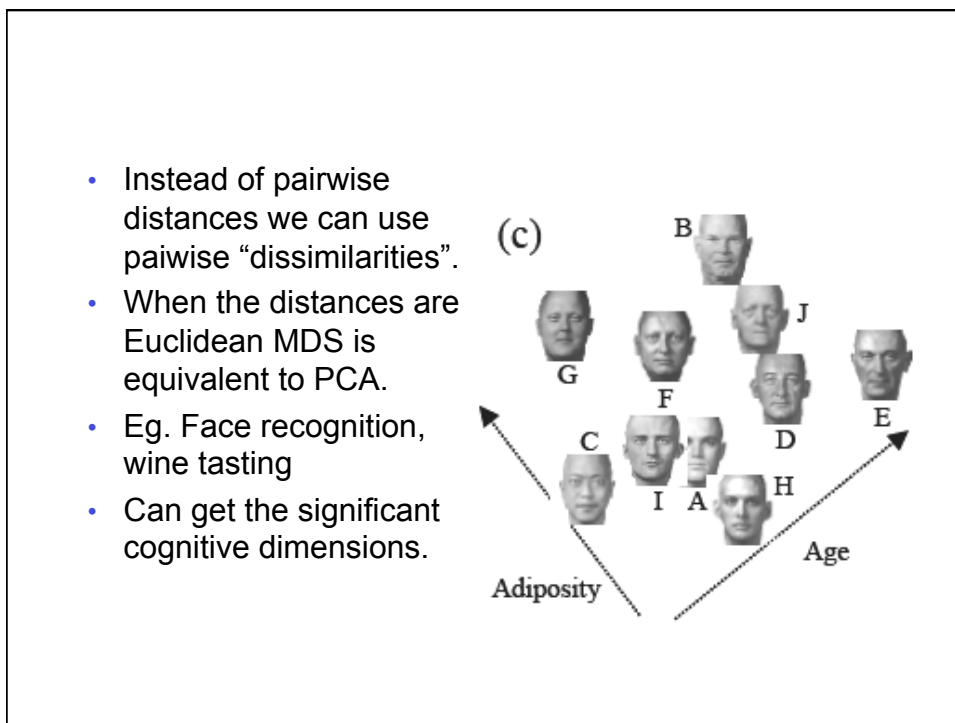 • Instead of pairwise
distances we can use
paiwise “dissimilarities”.
• When the distances are
Euclidean MDS is
equivalent to PCA.
• Eg. Face recognition,
wine tasting
• Can get the significant
cognitive dimensions.
(c)
B
J
G
F
E
D
C
I
A
H
Adiposity
Age